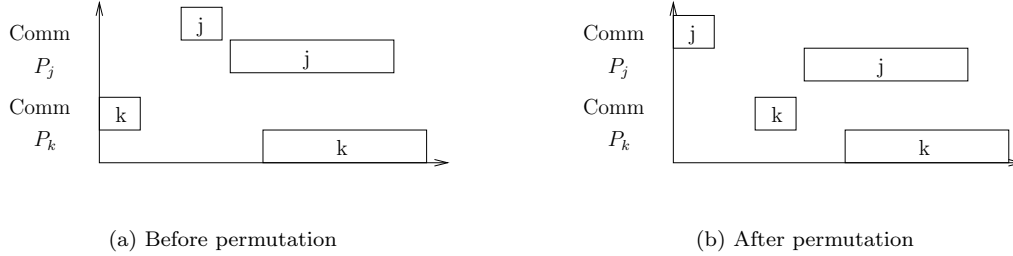 Comm
j
P_j
j
Comm
k
P_k
k
(a) Before permutation
Comm
j
P_j
j
Comm
k
P_k
k
(b) After permutation